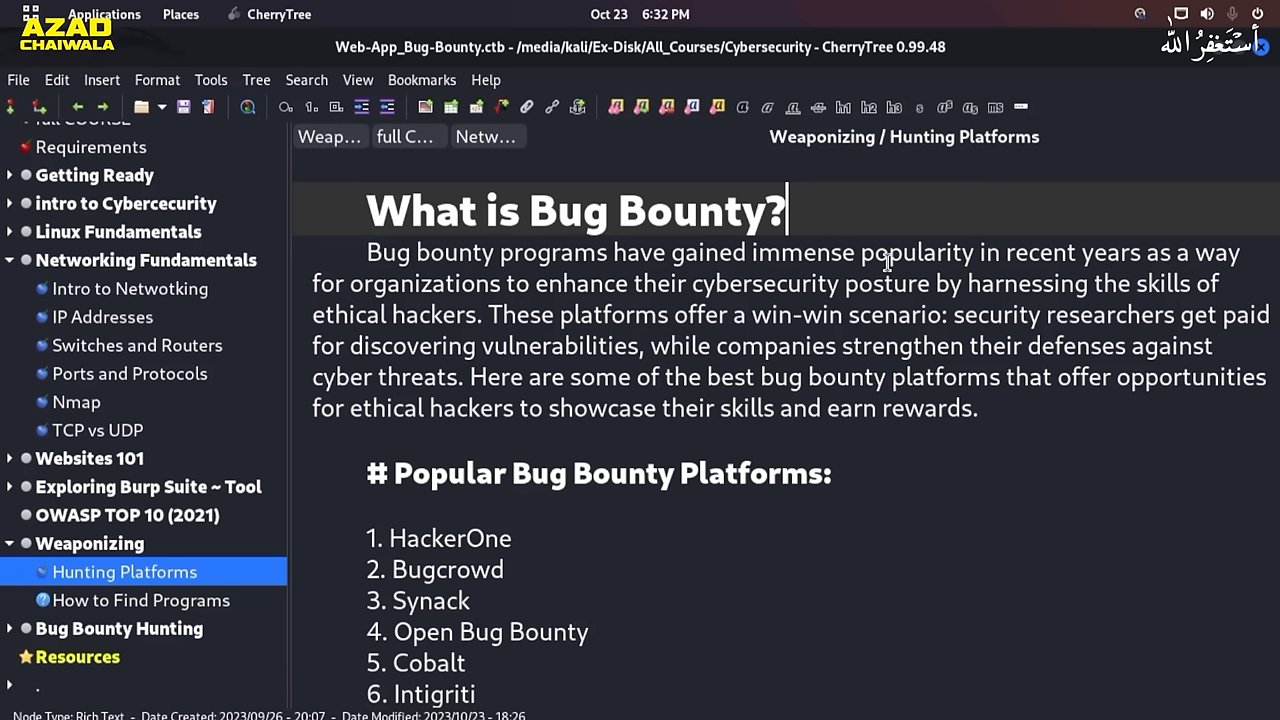 Applications Places CherryTree Oct 23 6:32 PM
AZAD
CHAIWALA
أستغفر الله
Web-App_Bug-Bounty.ctb - /media/kali/Ex-Disk/All_Courses/Cybersecurity - CherryTree 0.99.48
File Edit Insert Format Tools Tree Search View Bookmarks Help
h1 h2 h3 s a ms
full COURSE
Requirements
Getting Ready
intro to Cybercecurity
Linux Fundamentals
Networking Fundamentals
Intro to Netwotking
IP Addresses
Switches and Routers
Ports and Protocols
Nmap
TCP vs UDP
Websites 101
Exploring Burp Suite ~ Tool
OWASP TOP 10 (2021)
Weaponizing
Hunting Platforms
How to Find Programs
Bug Bounty Hunting
Resources
.
Weap... full C... Netw... Weaponizing / Hunting Platforms
What is Bug Bounty?
Bug bounty programs have gained immense popularity in recent years as a way
for organizations to enhance their cybersecurity posture by harnessing the skills of
ethical hackers. These platforms offer a win-win scenario: security researchers get paid
for discovering vulnerabilities, while companies strengthen their defenses against
cyber threats. Here are some of the best bug bounty platforms that offer opportunities
for ethical hackers to showcase their skills and earn rewards.
# Popular Bug Bounty Platforms:
1. HackerOne
2. Bugcrowd
3. Synack
4. Open Bug Bounty
5. Cobalt
6. Intigriti
Node Type: Rich Text - Date Created: 2023/09/26 - 20:07 - Date Modified: 2023/10/23 - 18:26